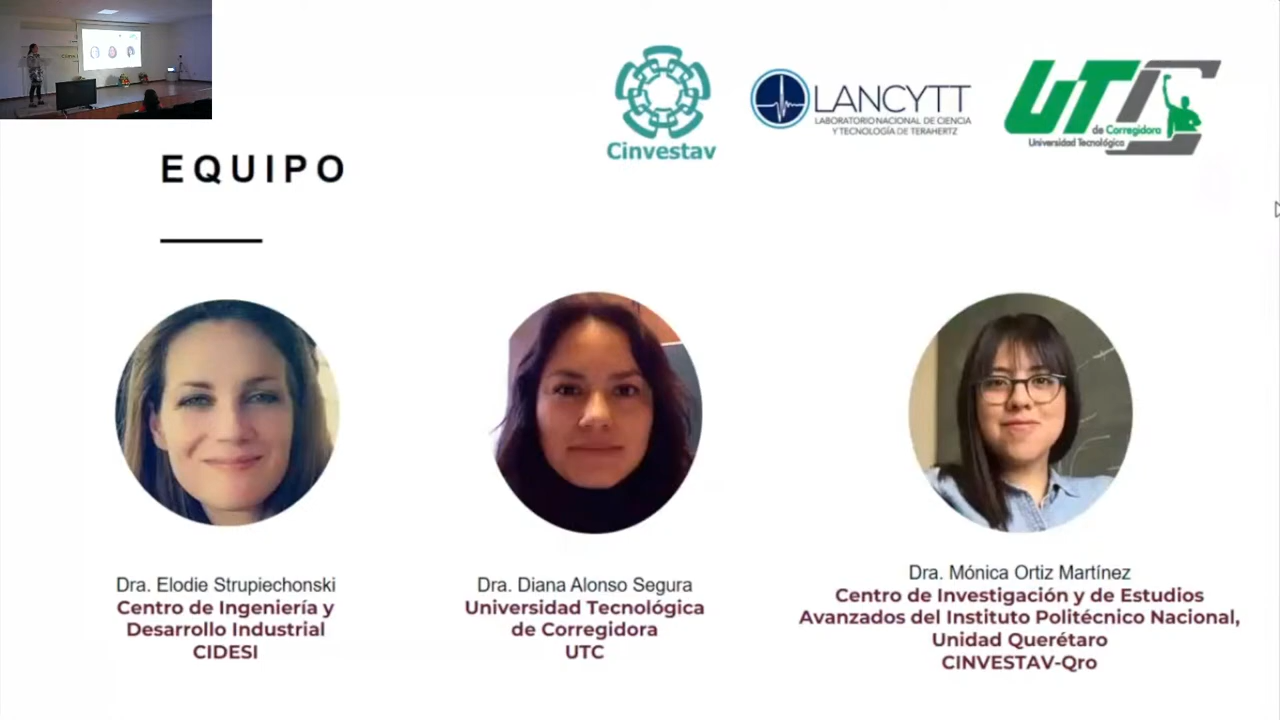 Cinvestav
LANCYTT
LABORATORIO NACIONAL DE CIENCIA
Y TECNOLOGÍA DE TERAHERTZ
UTC
de Corregidora
Universidad Tecnológica
EQUIPO
Dra. Elodie Strupiechonski
Centro de Ingeniería y
Desarrollo Industrial
CIDESI
Dra. Diana Alonso Segura
Universidad Tecnológica
de Corregidora
UTC
Dra. Mónica Ortiz Martínez
Centro de Investigación y de Estudios
Avanzados del Instituto Politécnico Nacional,
Unidad Querétaro
CINVESTAV-Qro